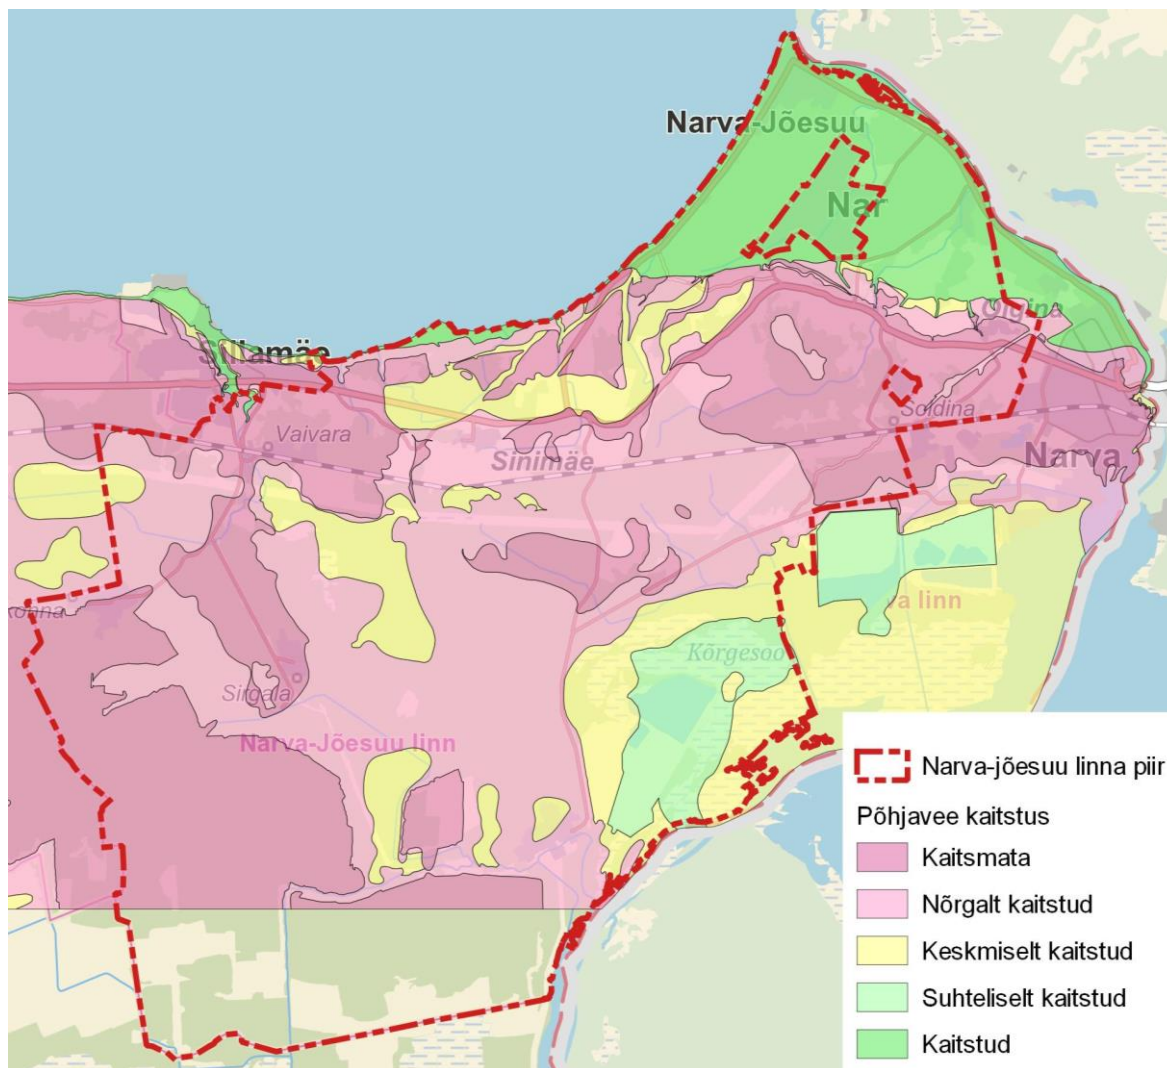 Narva-Jõesuu
Nar
Olgina
Sillamäe
Soldina
Vaivara
Sinimäe
Narva
va linn
Kõrgesoo
Sirgala
Narva-Jõesuu linn
Narva-jõesuu linna piir
Põhjavee kaitstus
Kaitsmata
Nõrgalt kaitstud
Keskmiselt kaitstud
Suhteliselt kaitstud
Kaitstud